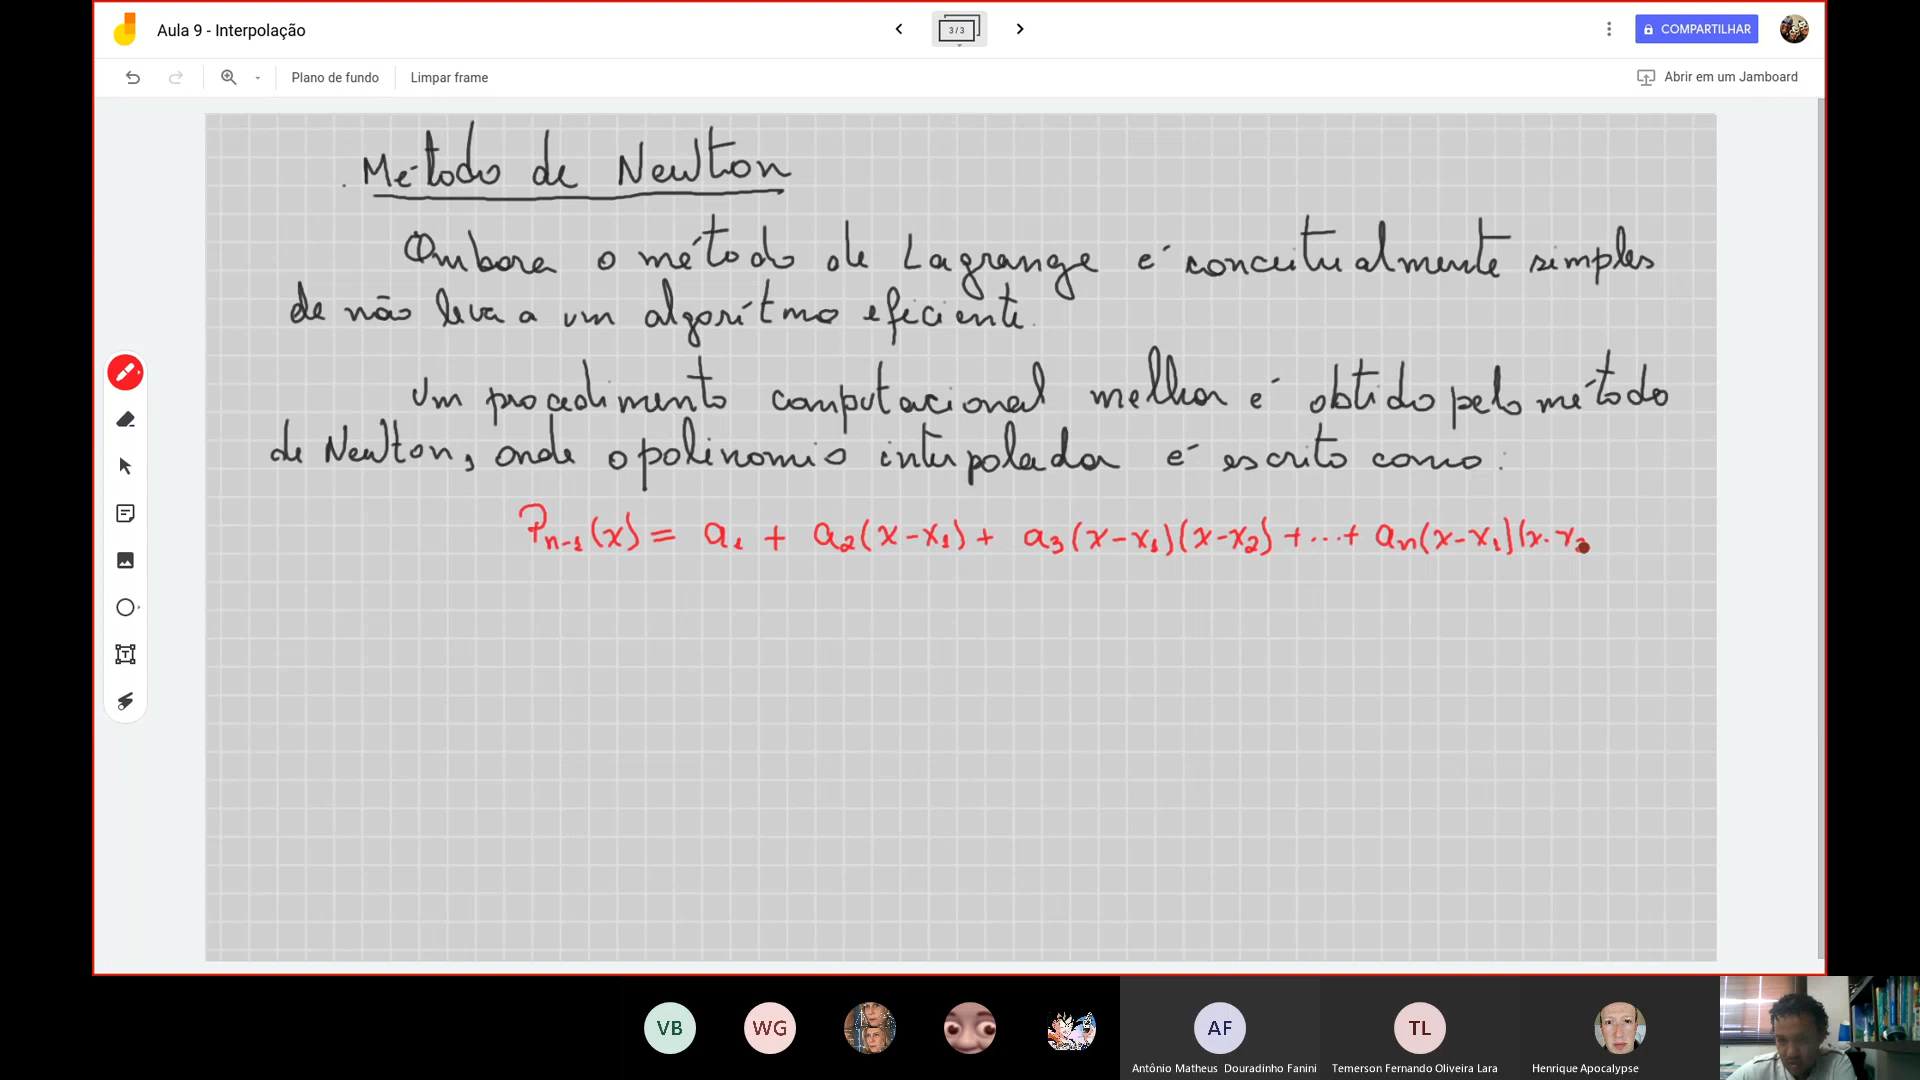 Aula 9 - Interpolação
3 / 3
COMPARTILHAR
Plano de fundo
Limpar frame
Abrir em um Jamboard
Método de Newton
Embora o método de Lagrange é conceitualmente simples
ele não leva a um algorítmo eficiente.
Um procedimento computacional melhor é obtido pelo método
de Newton, onde o polinomio interpolador é escrito como:
Pn-1(x) = a1 + a2(x-x1) + a3(x-x1)(x-x2) + ... + an(x-x1)(x-x2
VB
WG
AF
TL
Antônio Matheus Douradinho Fanini
Temerson Fernando Oliveira Lara
Henrique Apocalypse